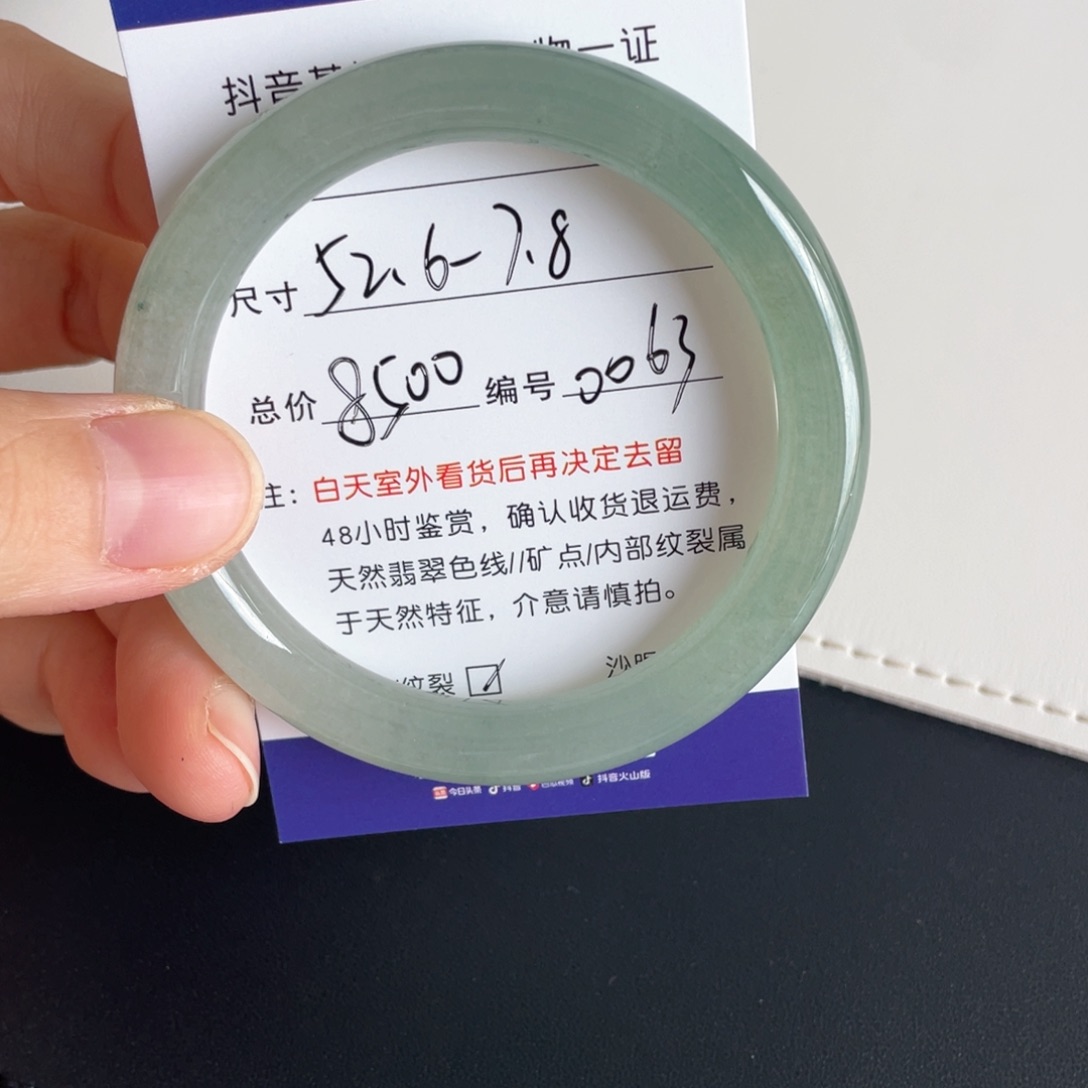 抖音 物一证
尺寸 52.6-7.8
总价 8500 编号 0063
注：白天室外看货后再决定去留
48小时鉴赏，确认收货退运费，
天然翡翠色线//矿点/内部纹裂属
于天然特征，介意请慎拍。
纹裂
今日头条 抖音 抖音火山版